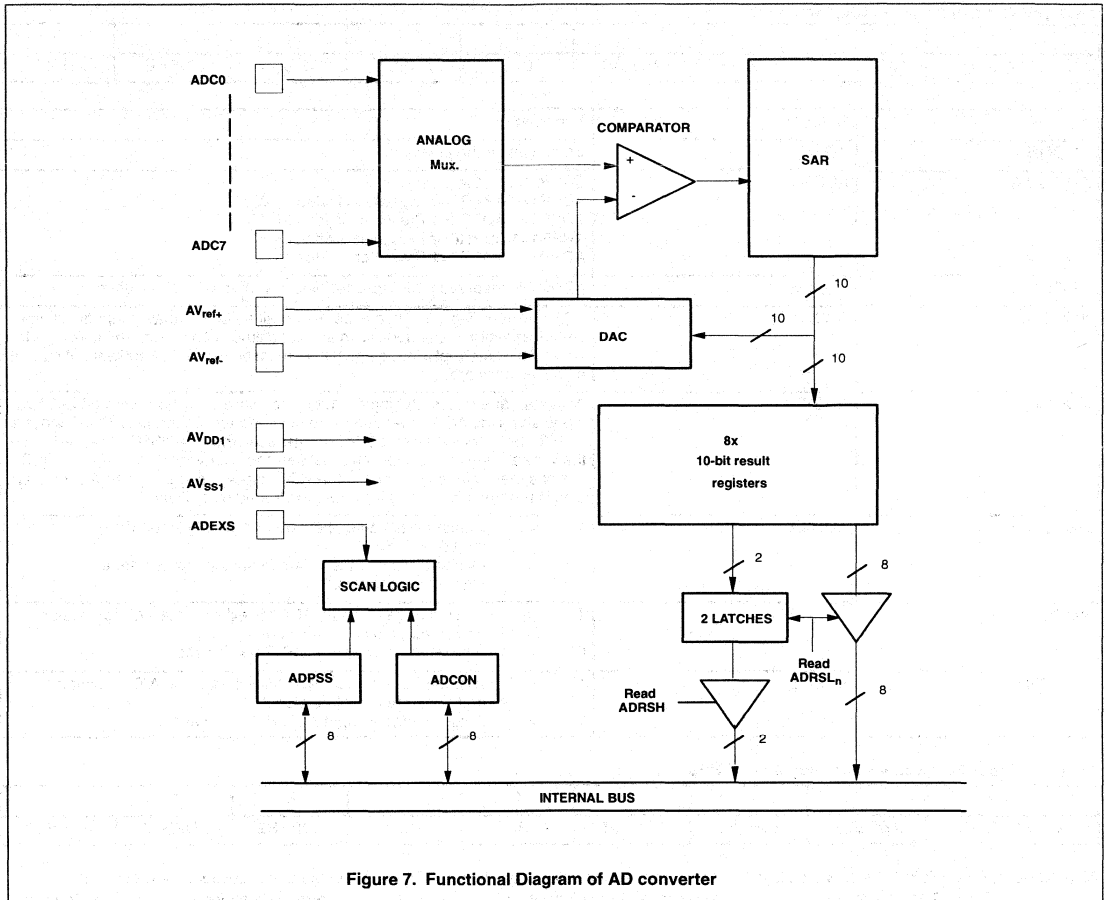 ADC0
ANALOG
Mux.
COMPARATOR
+
-
SAR
ADC7
10
AVref+
AVref-
DAC
10
10
AVDD1
AVSS1
ADEXS
8x
10-bit result
registers
SCAN LOGIC
2
8
2 LATCHES
ADPSS
ADCON
Read
ADRSLn
Read
ADRSH
8
8
8
2
INTERNAL BUS
Figure 7. Functional Diagram of AD converter